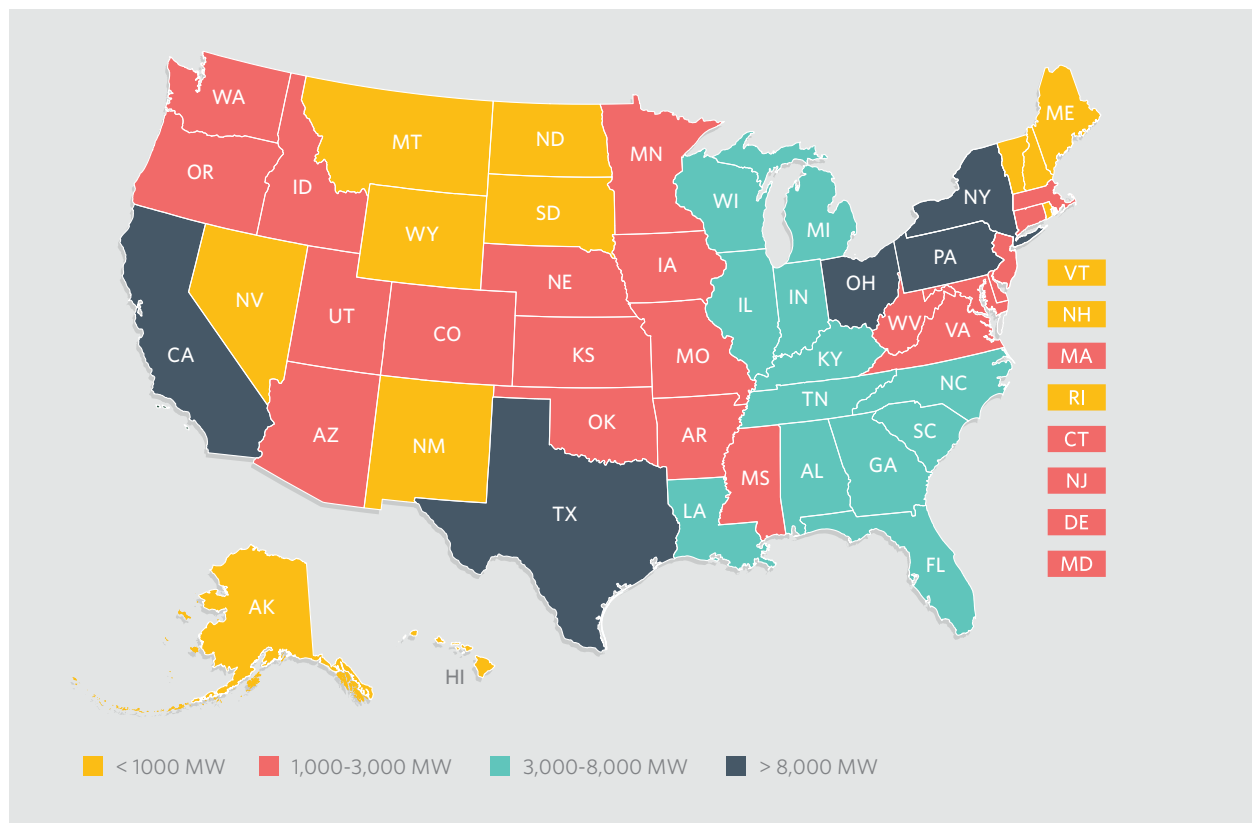 WA
MT
ND
MN
ME
OR
ID
SD
WI
NY
WY
MI
NV
NE
IA
PA
UT
CO
IL
IN
OH
VT
CA
KS
MO
WV
VA
NH
KY
MA
AZ
NM
OK
AR
TN
NC
RI
SC
CT
TX
LA
MS
AL
GA
NJ
DE
FL
MD
AK
HI
< 1000 MW
1,000-3,000 MW
3,000-8,000 MW
> 8,000 MW